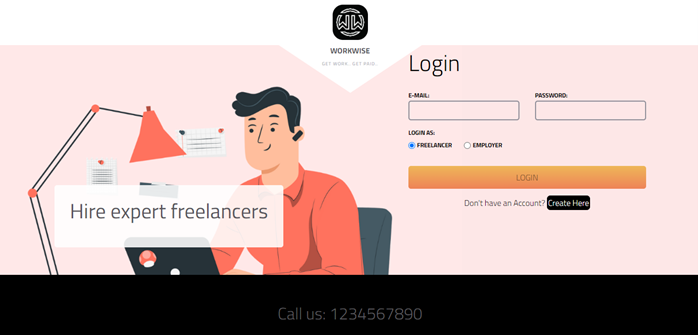 WORKWISE
GET WORK. GET PAID.
Login
E-MAIL:
PASSWORD:
LOGIN AS:
FREELANCER
EMPLOYER
LOGIN
Don't have an Account? Create Here
Hire expert freelancers
Call us: 1234567890